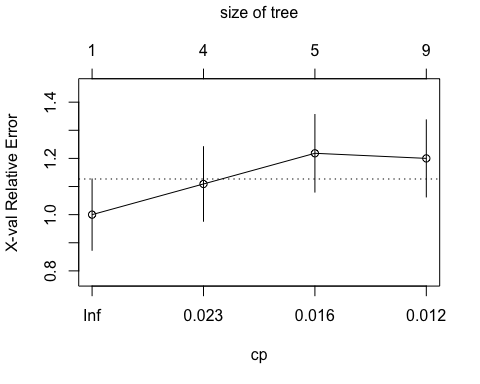 size of tree
1 4 5 9
X-val Relative Error
1.4
1.2
1.0
0.8
Inf 0.023 0.016 0.012
cp